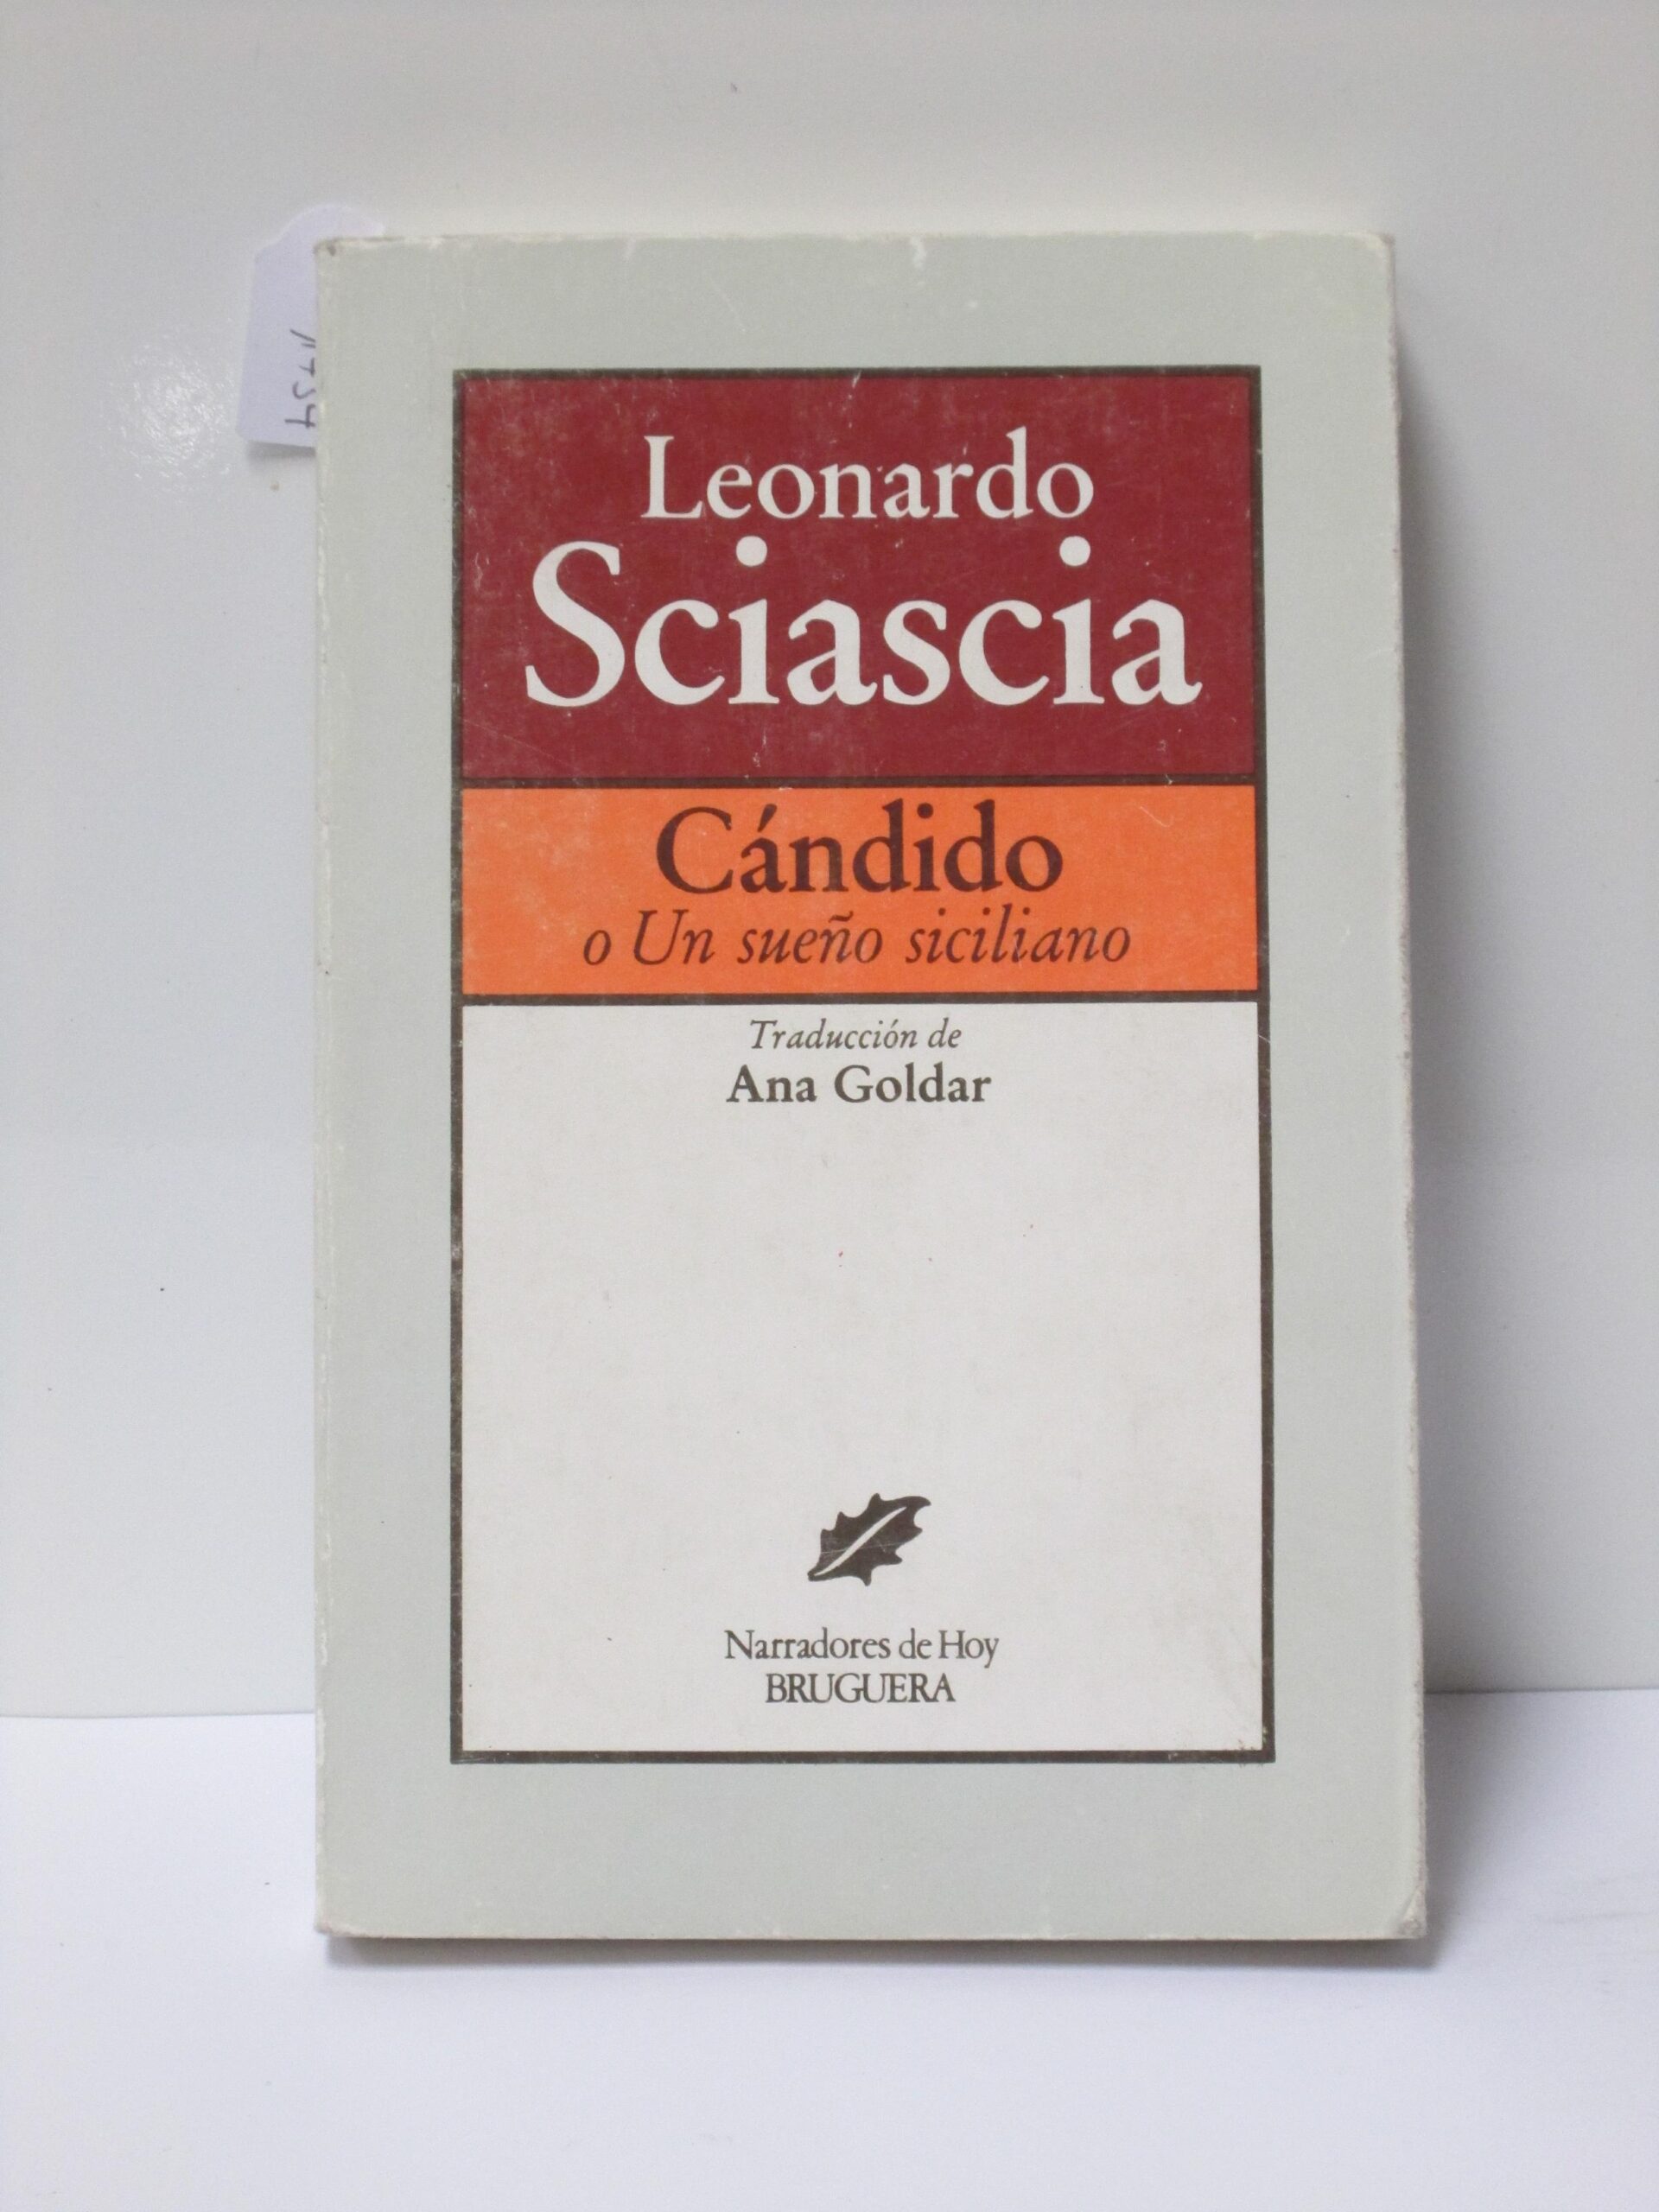 Leonardo
Sciascia
Cándido
o Un sueño siciliano
Traducción de
Ana Goldar
Narradores de Hoy
BRUGUERA